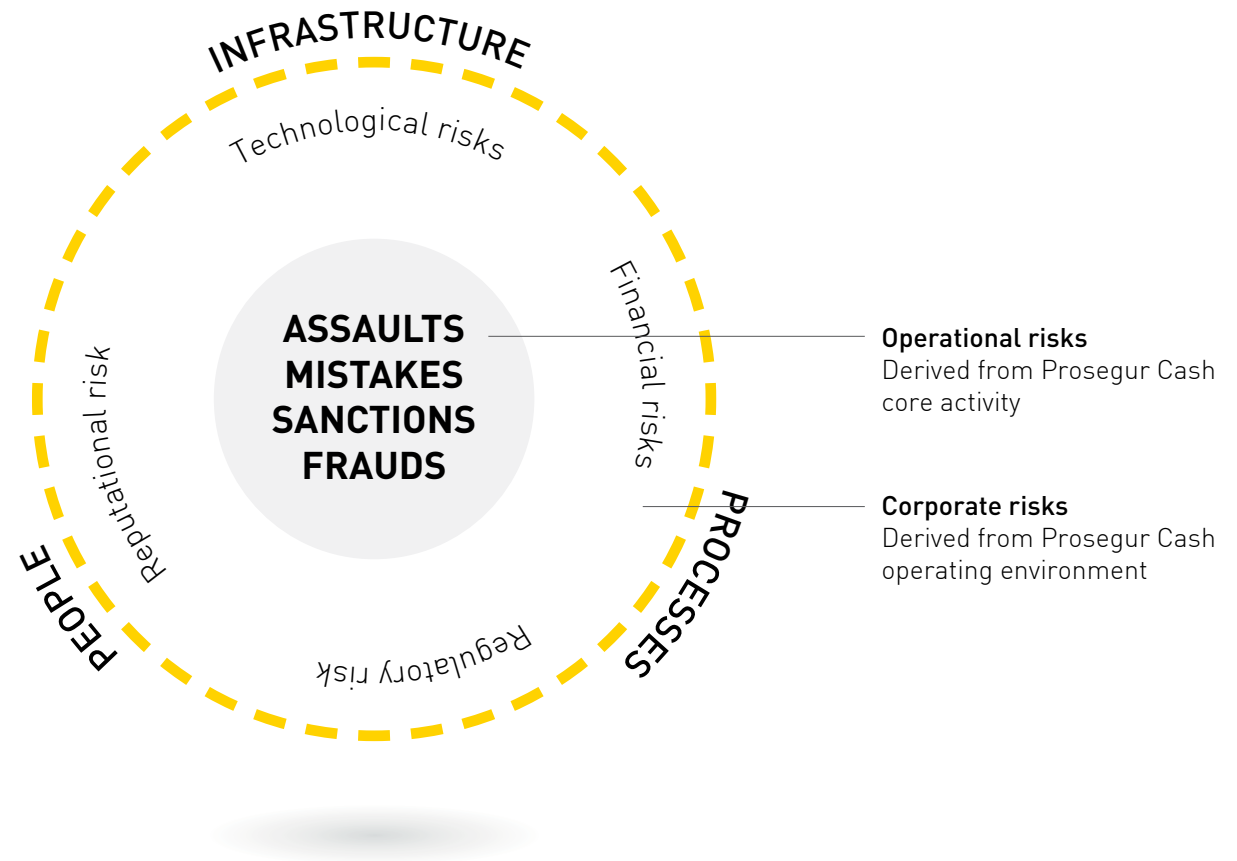 INFRASTRUCTURE
Technological risks
Financial risks
Reputational risk
Regulatory risk
PEOPLE
PROCESSES
ASSAULTS
MISTAKES
SANCTIONS
FRAUDS
Operational risks
Derived from Prosegur Cash
core activity
Corporate risks
Derived from Prosegur Cash
operating environment